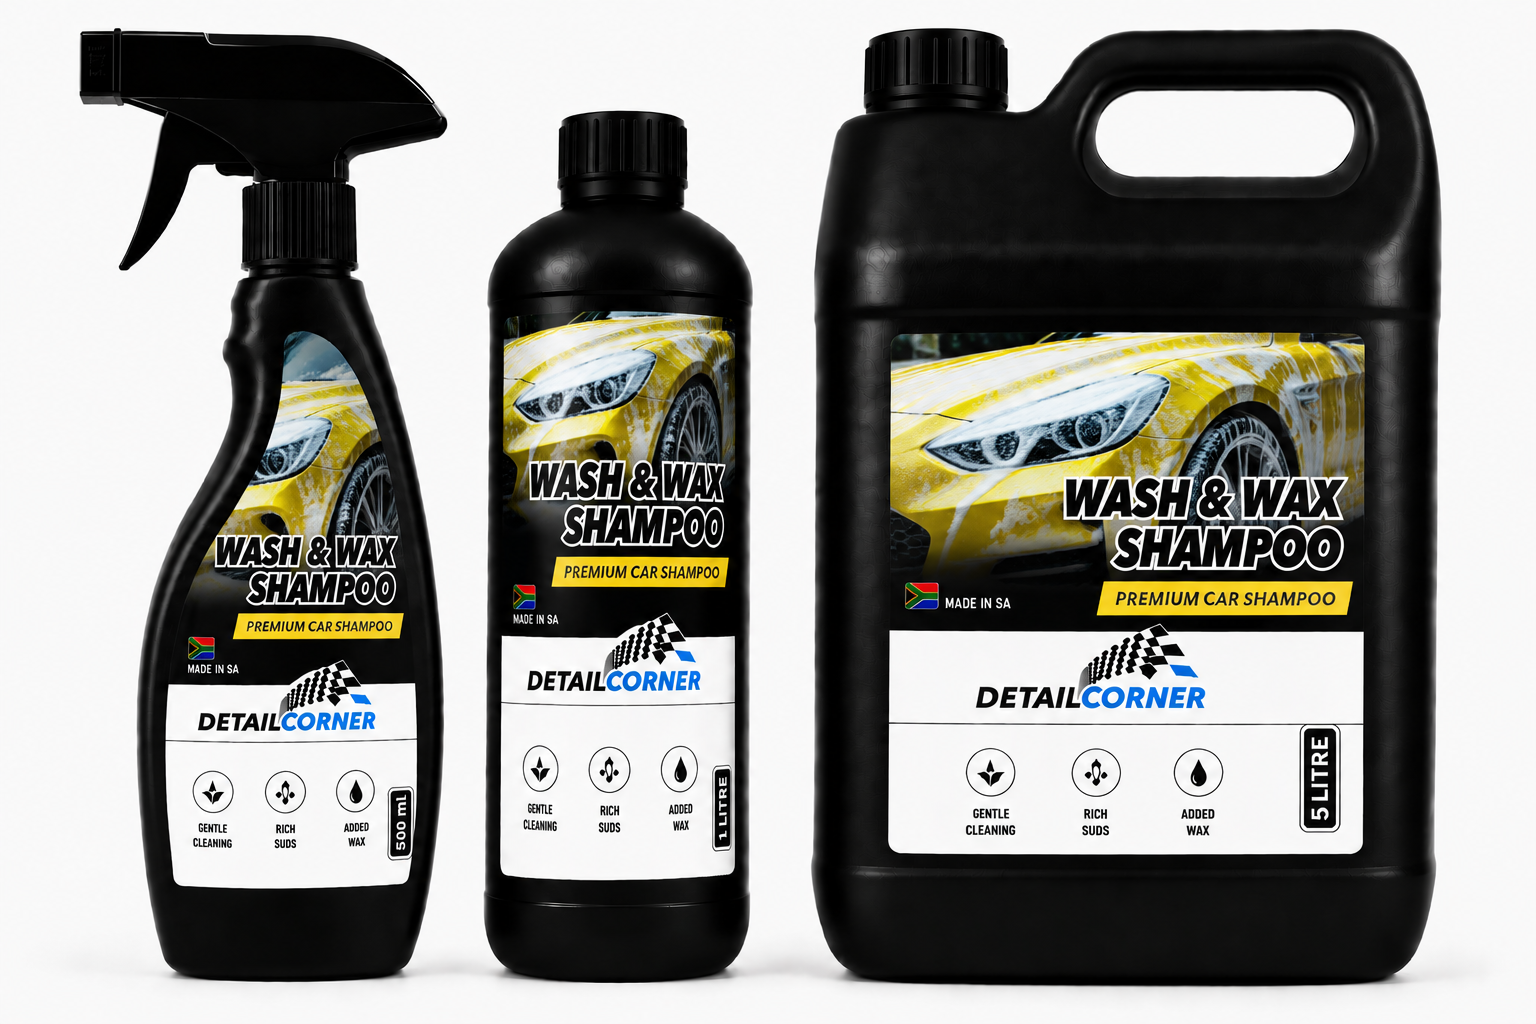 WASH & WAX
SHAMPOO
PREMIUM CAR SHAMPOO
MADE IN SA
DETAILCORNER
GENTLE
CLEANING
RICH
SUDS
ADDED
WAX
500 ml
WASH & WAX
SHAMPOO
PREMIUM CAR SHAMPOO
MADE IN SA
DETAILCORNER
GENTLE
CLEANING
RICH
SUDS
ADDED
WAX
1 LITRE
WASH & WAX
SHAMPOO
PREMIUM CAR SHAMPOO
MADE IN SA
DETAILCORNER
GENTLE
CLEANING
RICH
SUDS
ADDED
WAX
5 LITRE